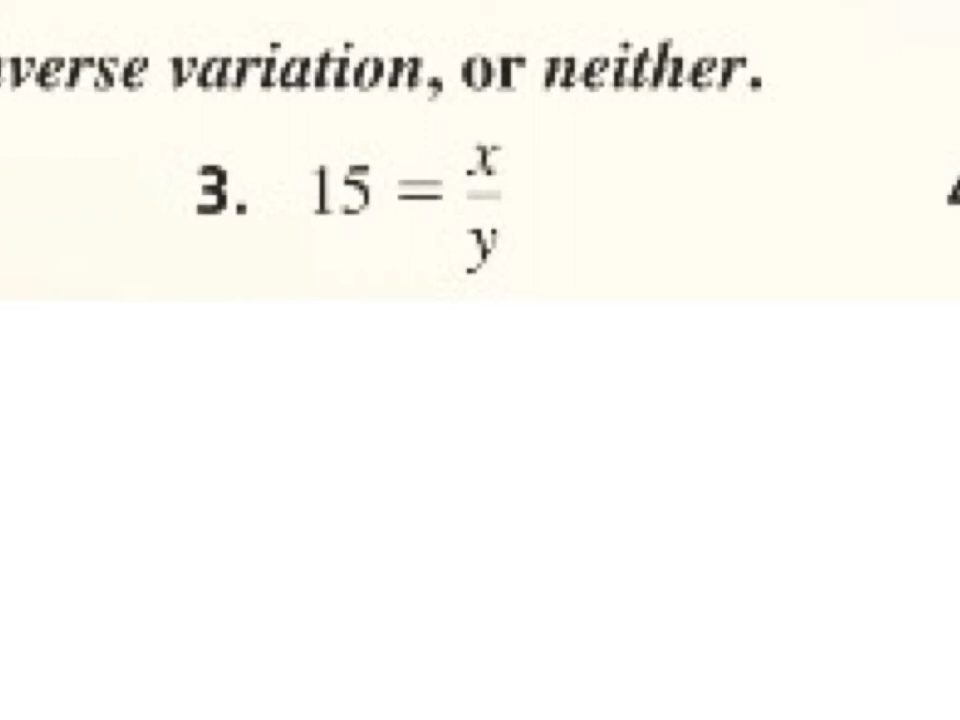 verse variation, or neither.
3. 15 = x/y